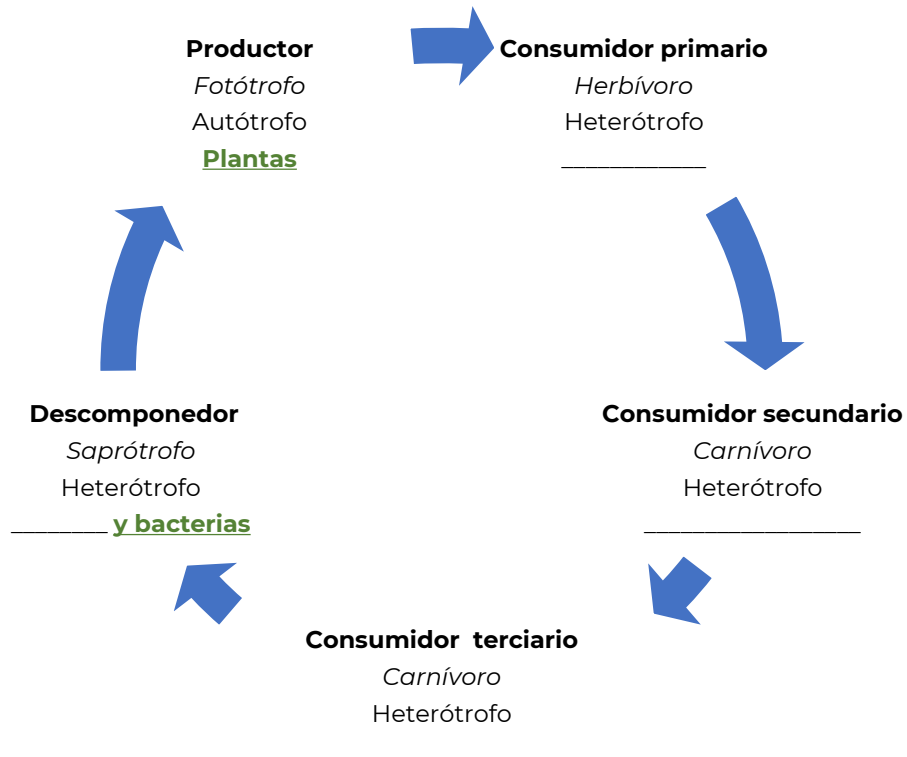 Productor
Fotótrofo
Autótrofo
Plantas
Consumidor primario
Herbívoro
Heterótrofo
____________
Consumidor secundario
Carnívoro
Heterótrofo
__________________
Consumidor terciario
Carnívoro
Heterótrofo
Descomponedor
Saprótrofo
Heterótrofo
________ y bacterias